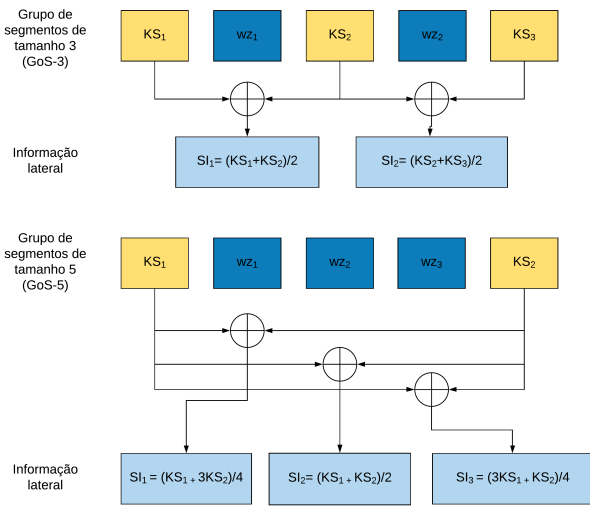 Grupo de
segmentos de
tamanho 3
(GoS-3)
KS₁ wz₁ KS₂ wz₂ KS₃
Informação
lateral
SI₁= (KS₁+KS₂)/2 SI₂= (KS₂+KS₃)/2
Grupo de
segmentos de
tamanho 5
(GoS-5)
KS₁ wz₁ wz₂ wz₃ KS₂
Informação
lateral
SI₁ = (KS₁ ₊ 3KS₂)/4 SI₂= (KS₁ ₊ KS₂)/2 SI₃ = (3KS₁ ₊ KS₂)/4